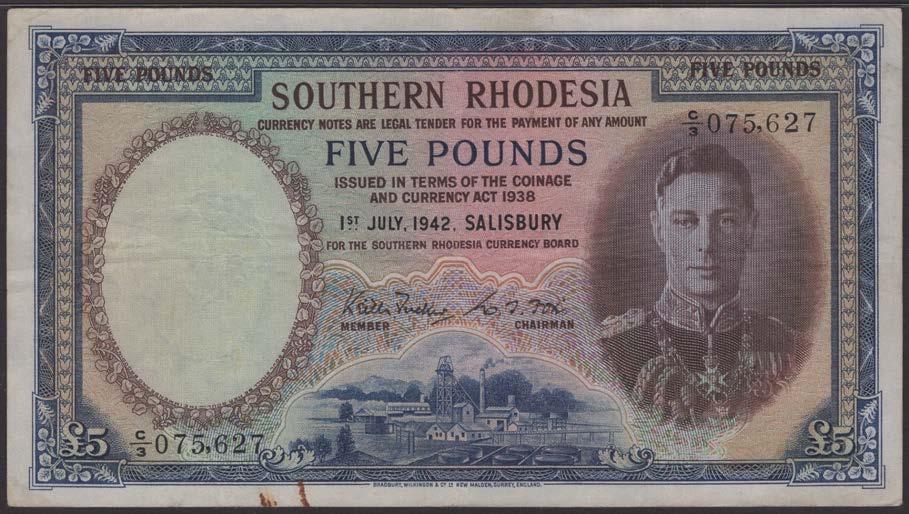 FIVE POUNDS
FIVE POUNDS
SOUTHERN RHODESIA
CURRENCY NOTES ARE LEGAL TENDER FOR THE PAYMENT OF ANY AMOUNT
C/3 075,627
FIVE POUNDS
ISSUED IN TERMS OF THE COINAGE
AND CURRENCY ACT 1938
1ST JULY, 1942, SALISBURY
FOR THE SOUTHERN RHODESIA CURRENCY BOARD
MEMBER CHAIRMAN
£5 C/3 075,627 £5
BRADBURY, WILKINSON & Co Ld NEW MALDEN, SURREY, ENGLAND.